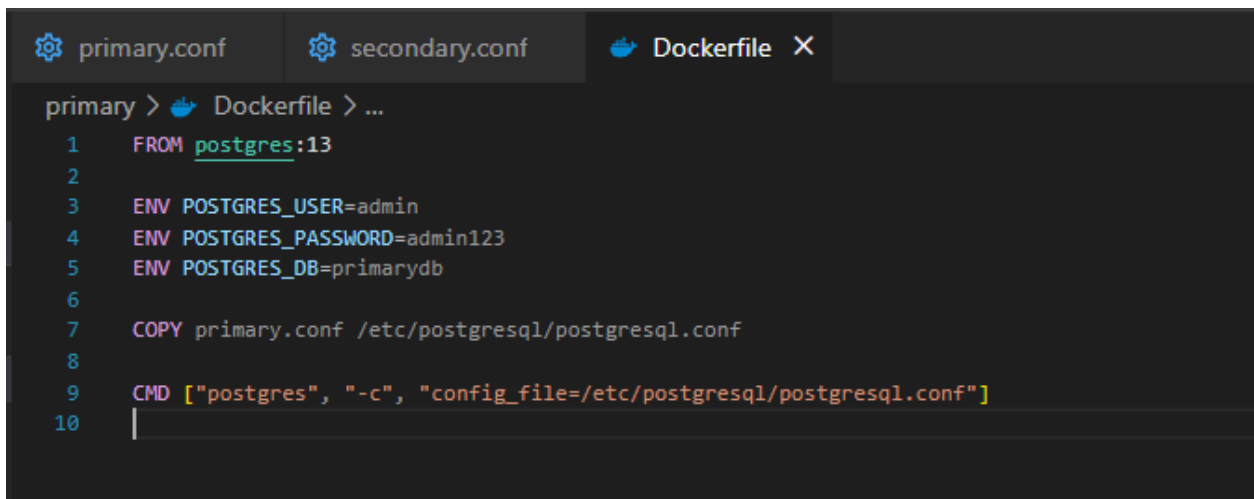 primary.conf secondary.conf Dockerfile
primary > Dockerfile > ...
1 FROM postgres:13
2
3 ENV POSTGRES_USER=admin
4 ENV POSTGRES_PASSWORD=admin123
5 ENV POSTGRES_DB=primarydb
6
7 COPY primary.conf /etc/postgresql/postgresql.conf
8
9 CMD ["postgres", "-c", "config_file=/etc/postgresql/postgresql.conf"]
10